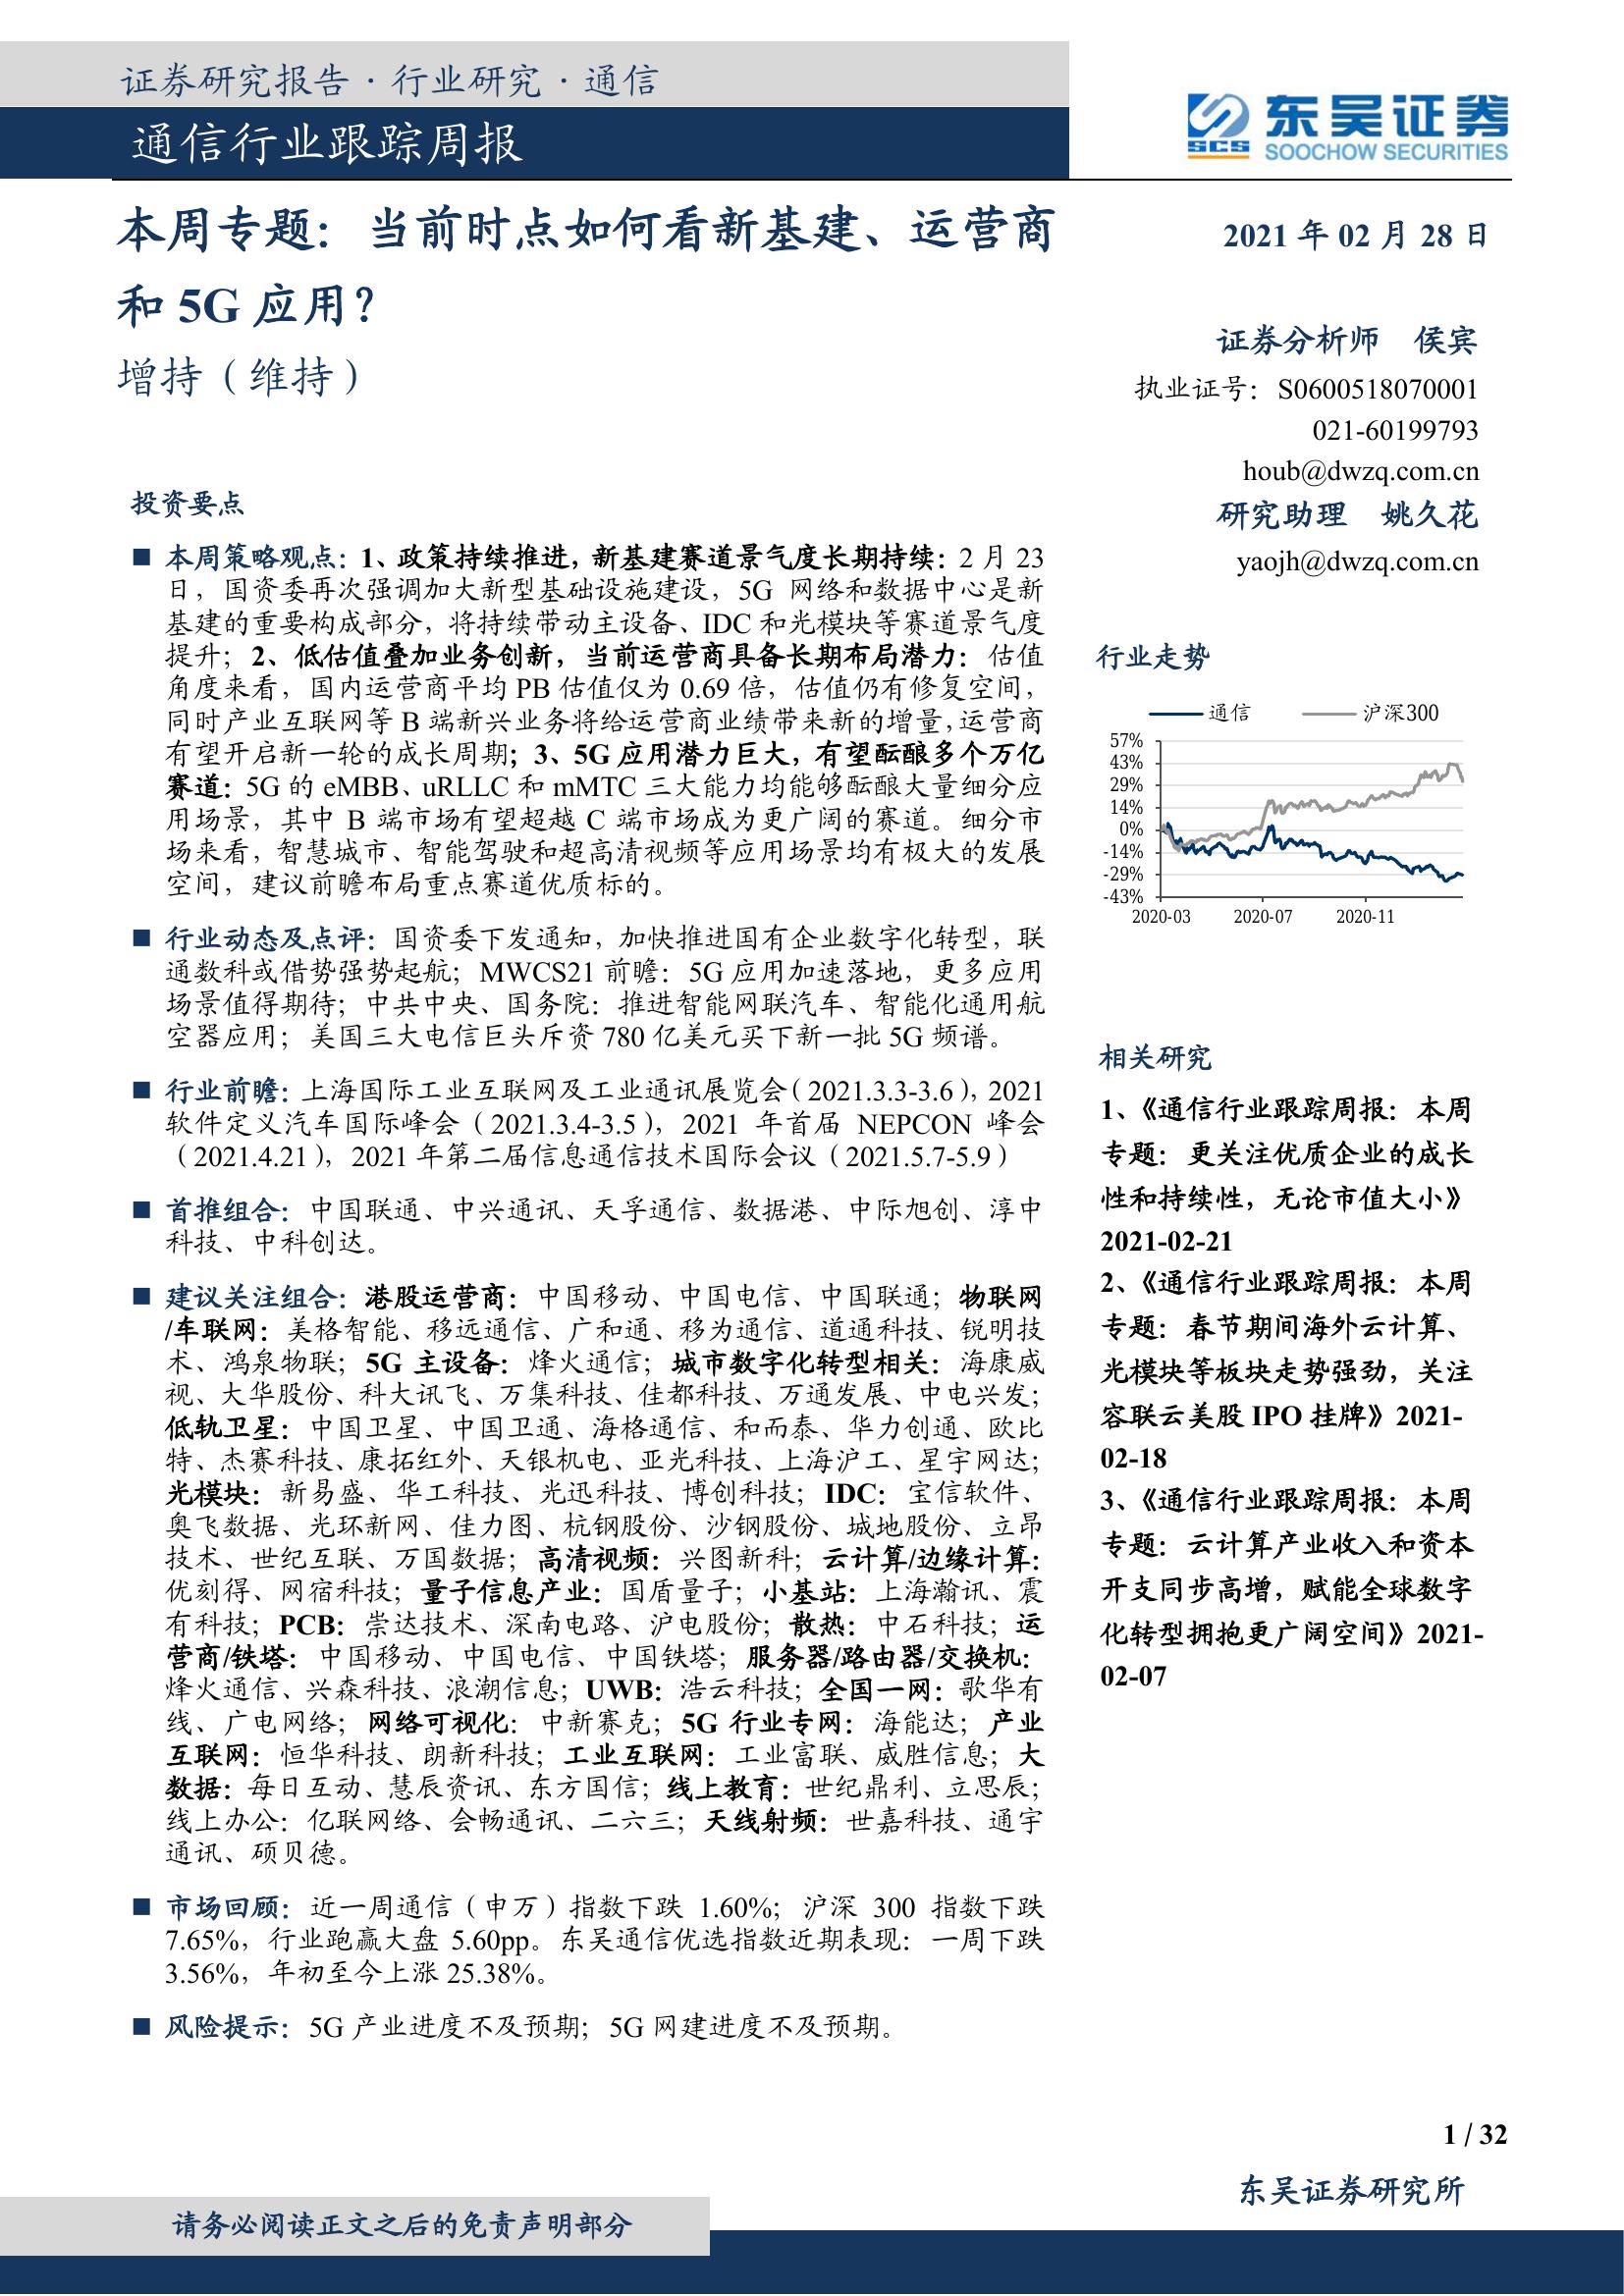 证券研究报告·行业研究·通信
通信行业跟踪周报
东吴证券
SCS
SOOCHOW SECURITIES
本周专题：当前时点如何看新基建、运营商
和 5G 应用？
增持（维持）
2021 年 02 月 28 日
证券分析师 侯宾
执业证号：S0600518070001
021-60199793
houb@dwzq.com.cn
研究助理 姚久花
yaojh@dwzq.com.cn
投资要点
■ 本周策略观点：1、政策持续推进，新基建赛道景气度长期持续：2 月 23
日，国资委再次强调加大新型基础设施建设，5G 网络和数据中心是新
基建的重要构成部分，将持续带动主设备、IDC 和光模块等赛道景气度
提升；2、低估值叠加业务创新，当前运营商具备长期布局潜力：估值
角度来看，国内运营商平均 PB 估值仅为 0.69 倍，估值仍有修复空间，
同时产业互联网等 B 端新兴业务将给运营商业绩带来新的增量,运营商
有望开启新一轮的成长周期；3、5G 应用潜力巨大，有望酝酿多个万亿
赛道：5G 的 eMBB、uRLLC 和 mMTC 三大能力均能够酝酿大量细分应
用场景，其中 B 端市场有望超越 C 端市场成为更广阔的赛道。细分市
场来看，智慧城市、智能驾驶和超高清视频等应用场景均有极大的发展
空间，建议前瞻布局重点赛道优质标的。
■ 行业动态及点评：国资委下发通知，加快推进国有企业数字化转型，联
通数科或借势强势起航；MWCS21 前瞻：5G 应用加速落地，更多应用
场景值得期待；中共中央、国务院：推进智能网联汽车、智能化通用航
空器应用；美国三大电信巨头斥资 780 亿美元买下新一批 5G 频谱。
■ 行业前瞻：上海国际工业互联网及工业通讯展览会（2021.3.3-3.6），2021
软件定义汽车国际峰会（2021.3.4-3.5），2021 年首届 NEPCON 峰会
（2021.4.21），2021 年第二届信息通信技术国际会议（2021.5.7-5.9）
■ 首推组合：中国联通、中兴通讯、天孚通信、数据港、中际旭创、淳中
科技、中科创达。
■ 建议关注组合：港股运营商：中国移动、中国电信、中国联通；物联网
/车联网：美格智能、移远通信、广和通、移为通信、道通科技、锐明技
术、鸿泉物联；5G 主设备：烽火通信；城市数字化转型相关：海康威
视、大华股份、科大讯飞、万集科技、佳都科技、万通发展、中电兴发；
低轨卫星：中国卫星、中国卫通、海格通信、和而泰、华力创通、欧比
特、杰赛科技、康拓红外、天银机电、亚光科技、上海沪工、星宇网达；
光模块：新易盛、华工科技、光迅科技、博创科技；IDC：宝信软件、
奥飞数据、光环新网、佳力图、杭钢股份、沙钢股份、城地股份、立昂
技术、世纪互联、万国数据；高清视频：兴图新科；云计算/边缘计算：
优刻得、网宿科技；量子信息产业：国盾量子；小基站：上海瀚讯、震
有科技；PCB：崇达技术、深南电路、沪电股份；散热：中石科技；运
营商/铁塔：中国移动、中国电信、中国铁塔；服务器/路由器/交换机：
烽火通信、兴森科技、浪潮信息；UWB：浩云科技；全国一网：歌华有
线、广电网络；网络可视化：中新赛克；5G 行业专网：海能达；产业
互联网：恒华科技、朗新科技；工业互联网：工业富联、威胜信息；大
数据：每日互动、慧辰资讯、东方国信；线上教育：世纪鼎利、立思辰；
线上办公：亿联网络、会畅通讯、二六三；天线射频：世嘉科技、通宇
通讯、硕贝德。
■ 市场回顾：近一周通信（申万）指数下跌 1.60%；沪深 300 指数下跌
7.65%，行业跑赢大盘 5.60pp。东吴通信优选指数近期表现：一周下跌
3.56%，年初至今上涨 25.38%。
■ 风险提示：5G 产业进度不及预期；5G 网建进度不及预期。
行业走势
通信 沪深300
57%
43%
29%
14%
0%
-14%
-29%
-43%
2020-03 2020-07 2020-11
相关研究
1、《通信行业跟踪周报：本周
专题：更关注优质企业的成长
性和持续性，无论市值大小》
2021-02-21
2、《通信行业跟踪周报：本周
专题：春节期间海外云计算、
光模块等板块走势强劲，关注
容联云美股 IPO 挂牌》2021-
02-18
3、《通信行业跟踪周报：本周
专题：云计算产业收入和资本
开支同步高增，赋能全球数字
化转型拥抱更广阔空间》2021-
02-07
1 / 32
东吴证券研究所
请务必阅读正文之后的免责声明部分